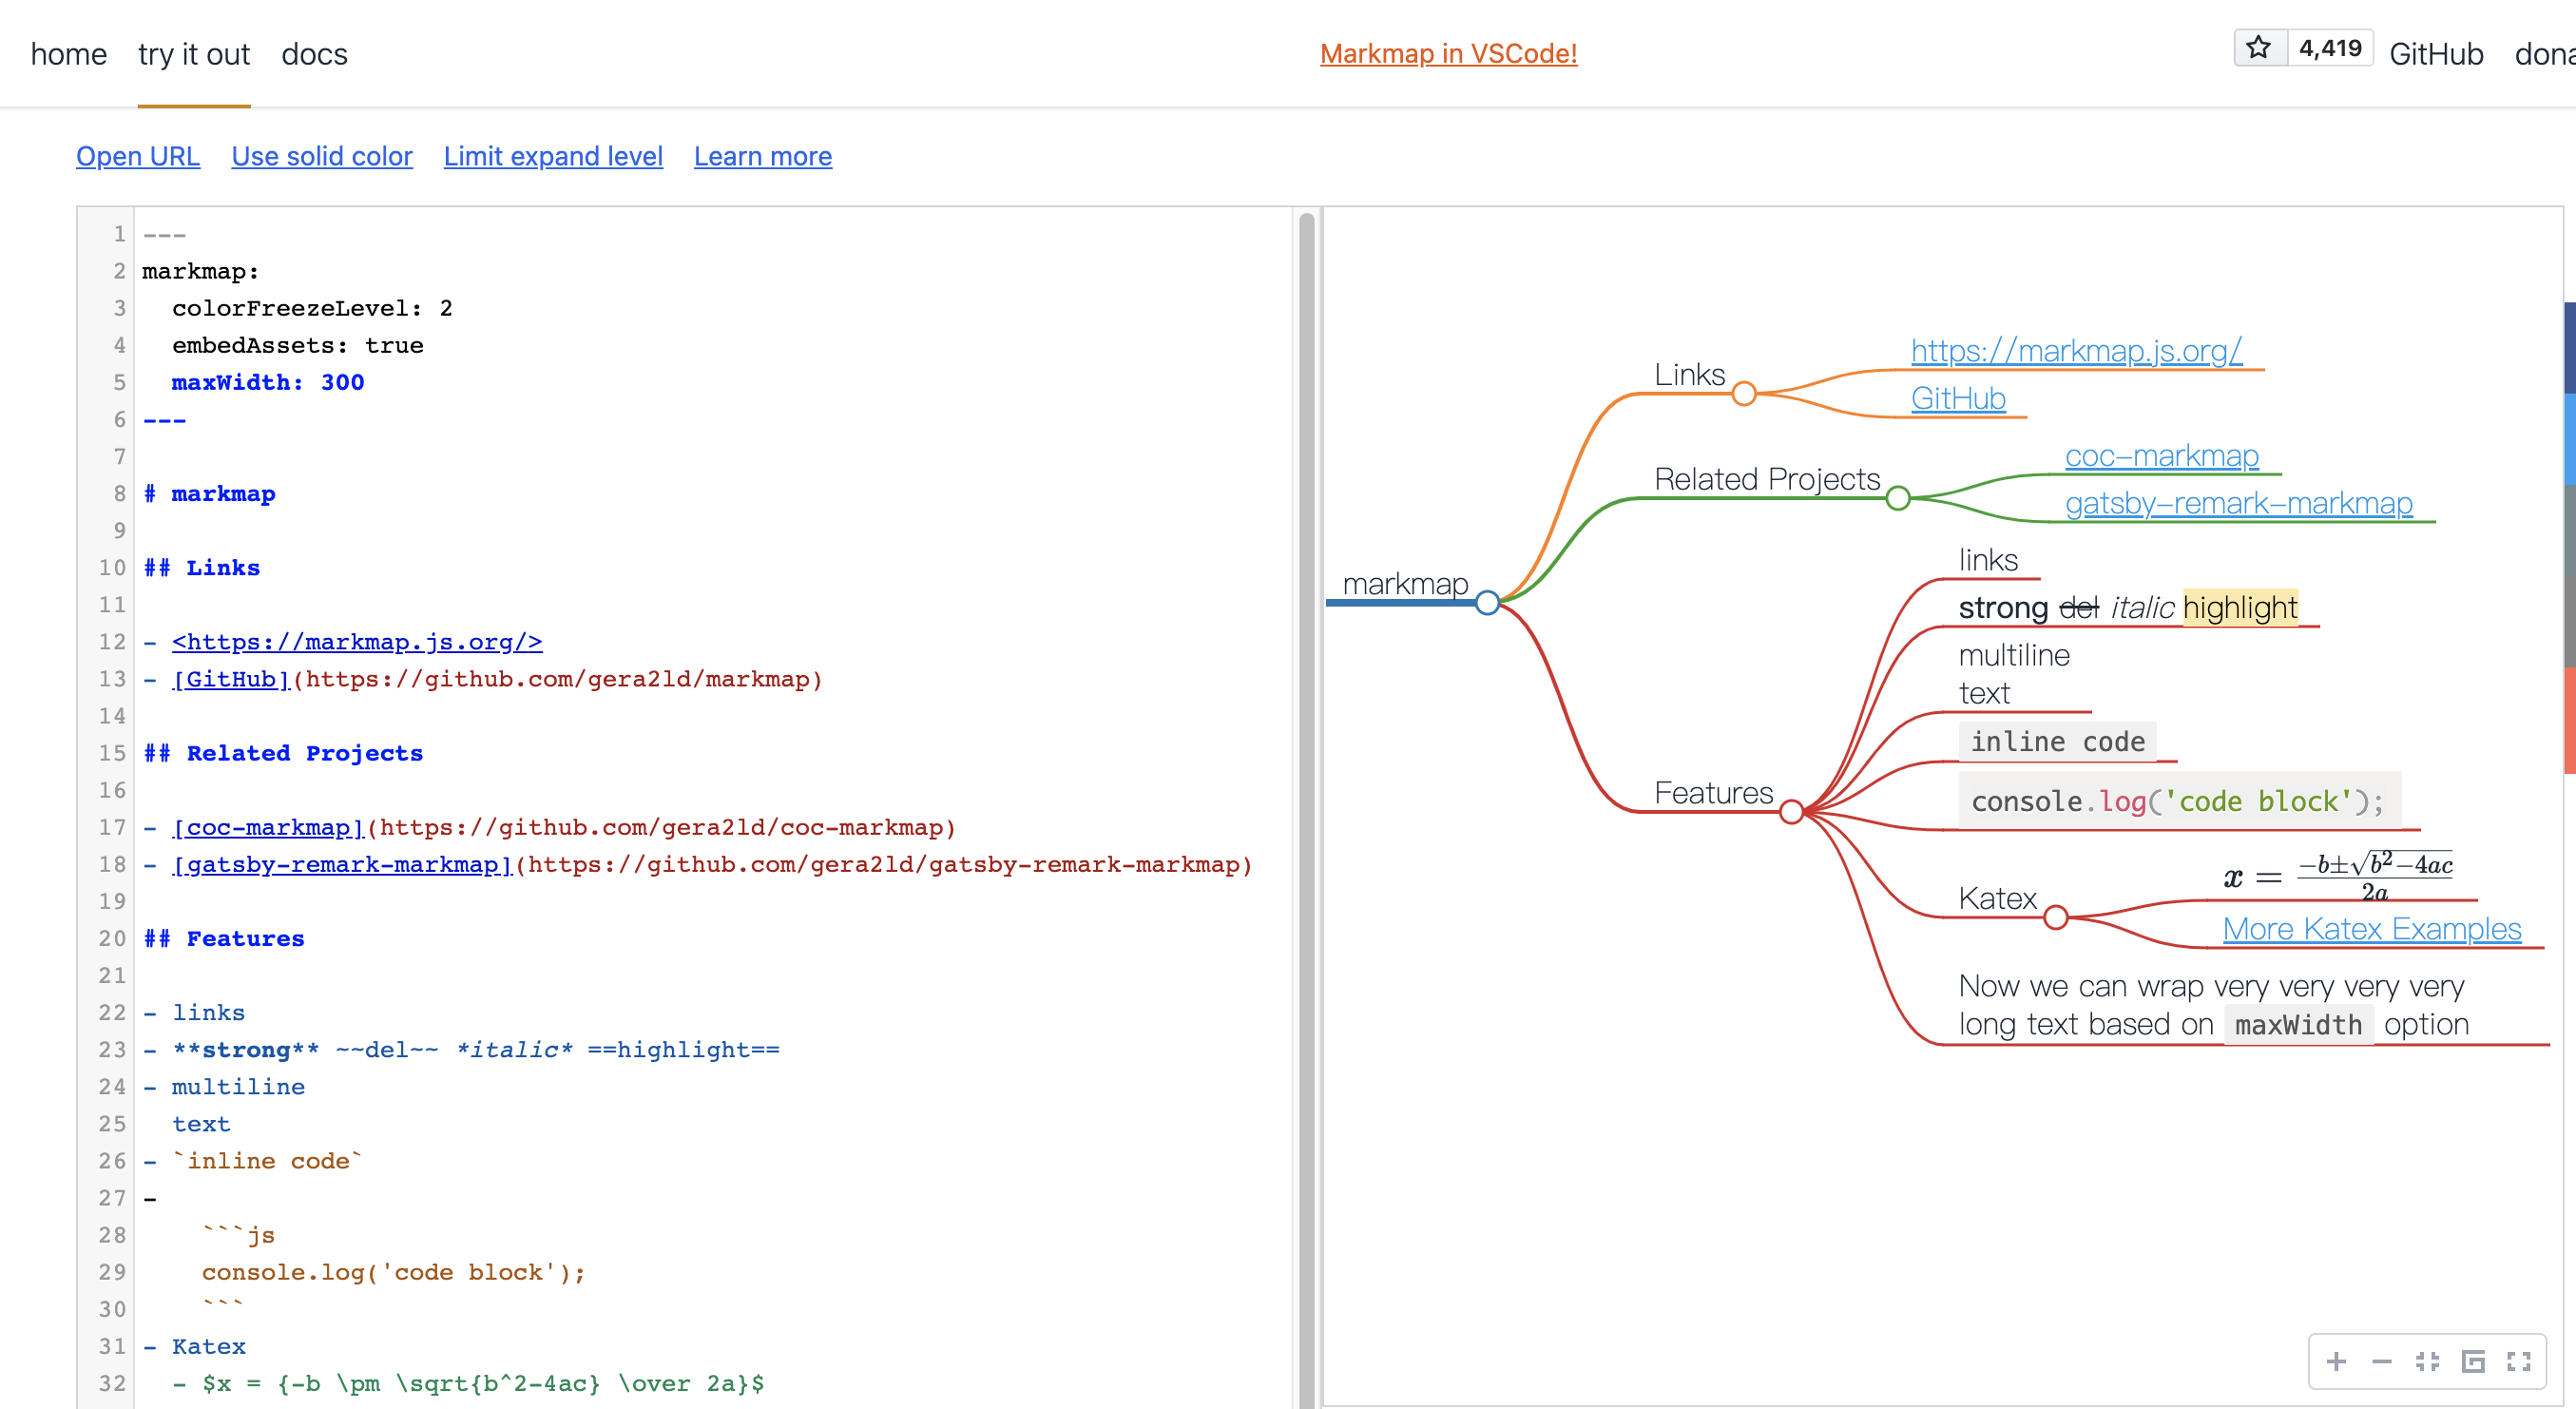 home try it out docs Markmap in VSCode! 4,419 GitHub dona
Open URL Use solid color Limit expand level Learn more
1 ---
2 markmap:
3   colorFreezeLevel: 2
4   embedAssets: true
5   maxWidth: 300
6 ---
7
8 # markmap
9
10 ## Links
11
12 - <https://markmap.js.org/>
13 - [GitHub](https://github.com/gera2ld/markmap)
14
15 ## Related Projects
16
17 - [coc-markmap](https://github.com/gera2ld/coc-markmap)
18 - [gatsby-remark-markmap](https://github.com/gera2ld/gatsby-remark-markmap)
19
20 ## Features
21
22 - links
23 - **strong** ~~del~~ *italic* ==highlight==
24 - multiline
25   text
26 - `inline code`
27 -
28     ```js
29     console.log('code block');
30     ```
31 - Katex
32   - $x = {-b \pm \sqrt{b^2-4ac} \over 2a}$
markmap
Links
https://markmap.js.org/
GitHub
Related Projects
coc-markmap
gatsby-remark-markmap
Features
links
strong del italic highlight
multiline
text
inline code
console.log('code block');
Katex
x = −b±√b²−4ac / 2a
More Katex Examples
Now we can wrap very very very very
long text based on maxWidth option